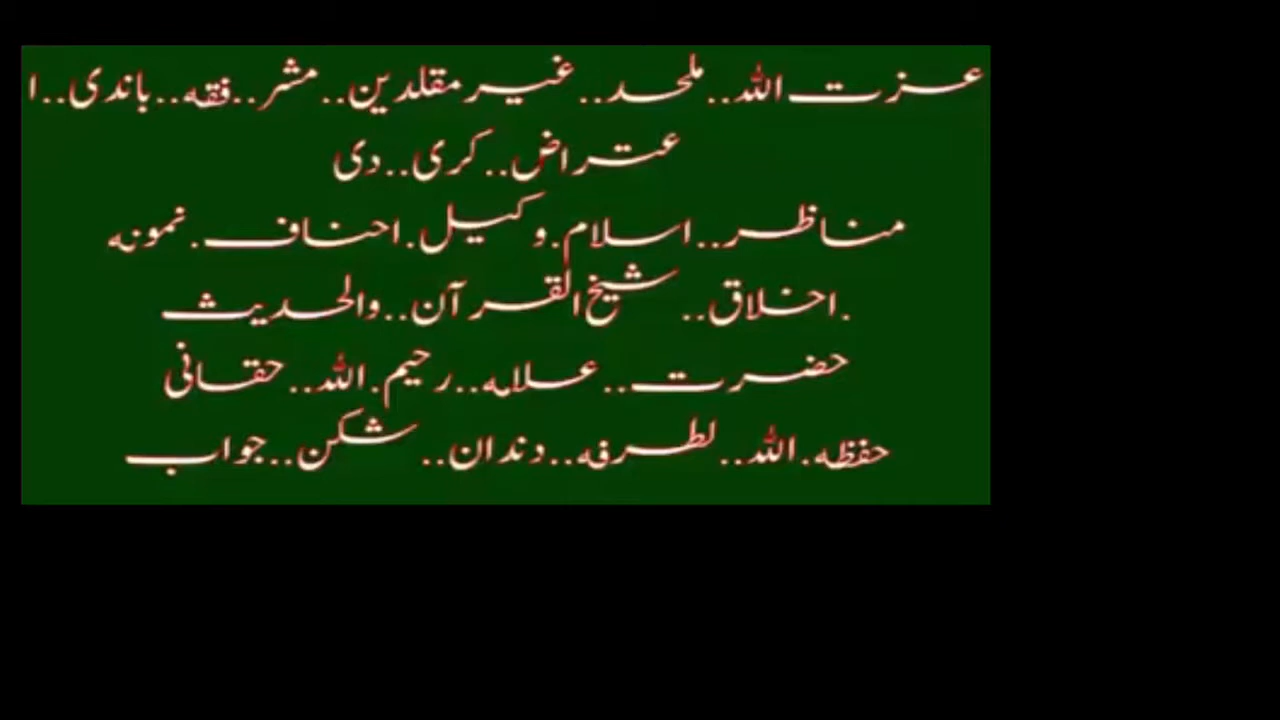 عزت اللہ..ملحد..غیر مقلدین..مشر..فقہ..باندی..ا
عتراض..کری..دی
مناظر..اسلام.وکیل.احناف.نمونہ
.اخلاق..شیخ القرآن..والحدیث
حضرت..علامہ..رحیم.اللہ..حقانی
حفظہ.اللہ..لطرفہ..دندان..شکن..جواب